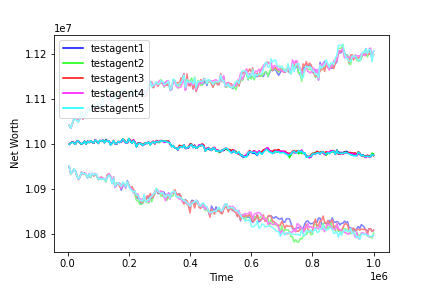 1e7
testagent1
testagent2
testagent3
testagent4
testagent5
1.12
1.11
1.10
1.09
1.08
Net Worth
0.0 0.2 0.4 0.6 0.8 1.0
Time
1e6